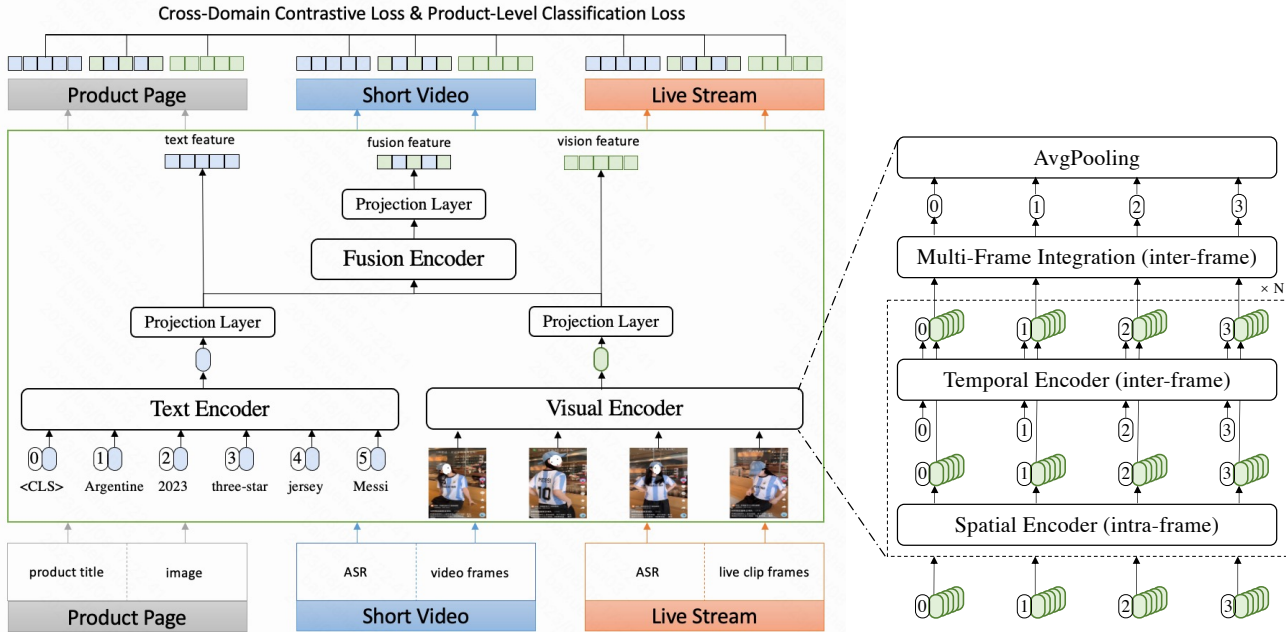 Cross-Domain Contrastive Loss & Product-Level Classification Loss
Product Page
Short Video
Live Stream
text feature
fusion feature
vision feature
Projection Layer
Fusion Encoder
Projection Layer
Projection Layer
Text Encoder
Visual Encoder
0 1 2 3 4 5
<CLS> Argentine 2023 three-star jersey Messi
product title image
ASR video frames
ASR live clip frames
Product Page
Short Video
Live Stream
AvgPooling
0 1 2 3
Multi-Frame Integration (inter-frame)
× N
0 1 2 3
Temporal Encoder (inter-frame)
0 1 2 3
0 1 2 3
Spatial Encoder (intra-frame)
0 1 2 3